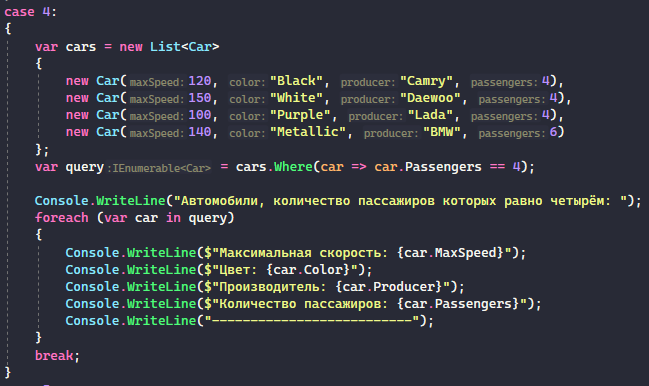 case 4:
{
var cars = new List<Car>
{
new Car(maxSpeed: 120, color: "Black", producer: "Camry", passengers: 4),
new Car(maxSpeed: 150, color: "White", producer: "Daewoo", passengers: 4),
new Car(maxSpeed: 100, color: "Purple", producer: "Lada", passengers: 4),
new Car(maxSpeed: 140, color: "Metallic", producer: "BMW", passengers: 6)
};
var query :IEnumerable<Car> = cars.Where(car => car.Passengers == 4);
Console.WriteLine("Автомобили, количество пассажиров которых равно четырём: ");
foreach (var car in query)
{
Console.WriteLine($"Максимальная скорость: {car.MaxSpeed}");
Console.WriteLine($"Цвет: {car.Color}");
Console.WriteLine($"Производитель: {car.Producer}");
Console.WriteLine($"Количество пассажиров: {car.Passengers}");
Console.WriteLine("--------------------------");
}
break;
}